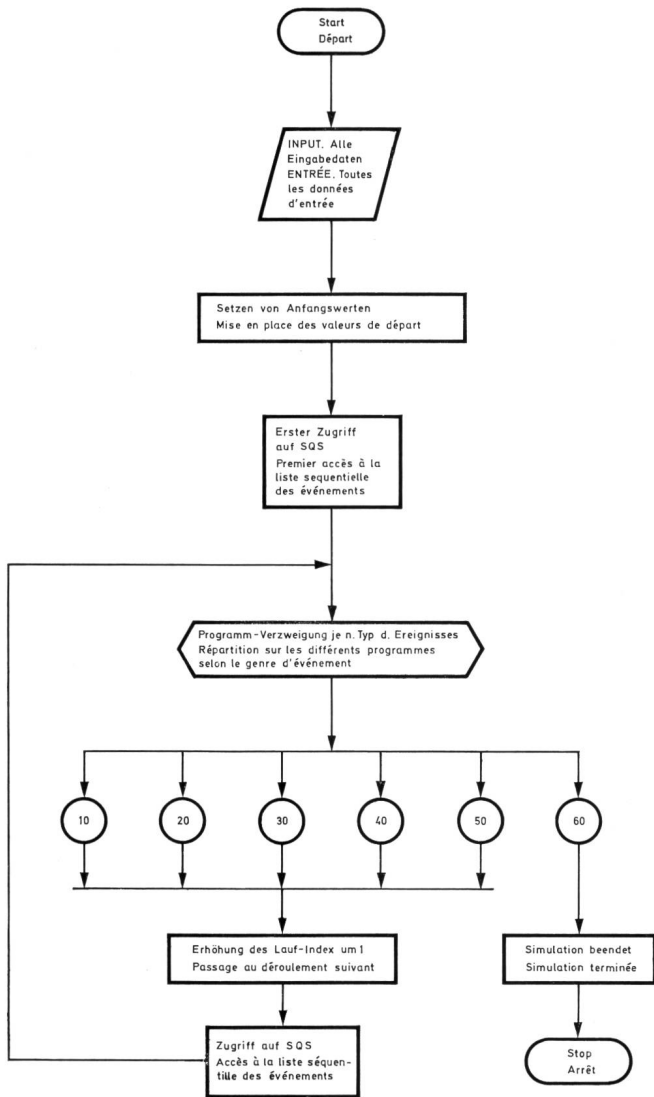 Start
Départ
INPUT. Alle
Eingabedaten
ENTRÉE. Toutes
les données
d'entrée
Setzen von Anfangswerten
Mise en place des valeurs de départ
Erster Zugriff
auf SQS
Premier accès à la
liste sequentielle
des événements
Programm-Verzweigung je n. Typ d. Ereignisses
Répartition sur les différents programmes
selon le genre d'événement
10 20 30 40 50 60
Erhöhung des Lauf-Index um 1
Passage au déroulement suivant
Simulation beendet
Simulation terminée
Zugriff auf SQS
Accès à la liste séquen-
tille des événements
Stop
Arrêt